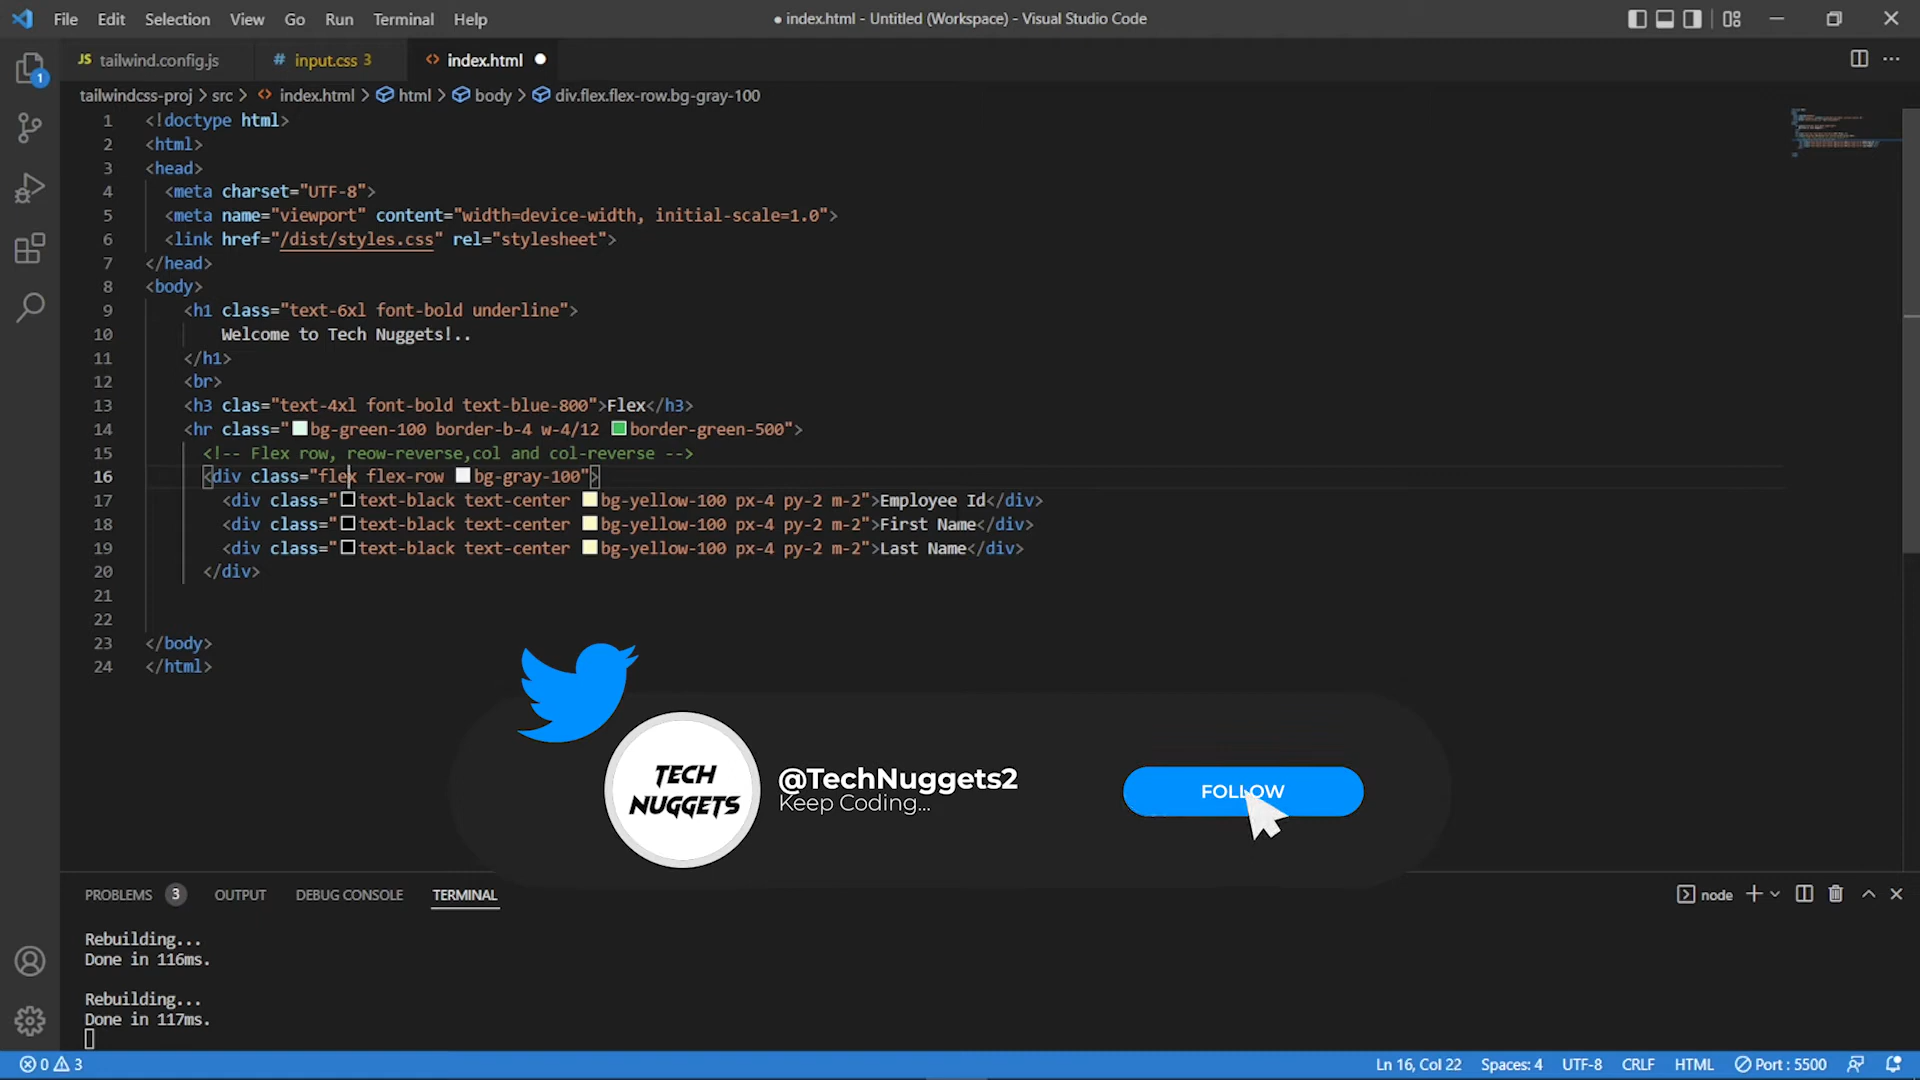 File Edit Selection View Go Run Terminal Help
● index.html - Untitled (Workspace) - Visual Studio Code
JS tailwind.config.js # input.css 3 <> index.html ●
1
tailwindcss-proj > src > <> index.html > html > body > div.flex.flex-row.bg-gray-100
1 <!doctype html>
2 <html>
3 <head>
4 <meta charset="UTF-8">
5 <meta name="viewport" content="width=device-width, initial-scale=1.0">
6 <link href="/dist/styles.css" rel="stylesheet">
7 </head>
8 <body>
9 <h1 class="text-6xl font-bold underline">
10 Welcome to Tech Nuggets!..
11 </h1>
12 <br>
13 <h3 clas="text-4xl font-bold text-blue-800">Flex</h3>
14 <hr class="bg-green-100 border-b-4 w-4/12 border-green-500">
15 <!-- Flex row, reow-reverse,col and col-reverse -->
16 <div class="flex flex-row bg-gray-100">
17 <div class="text-black text-center bg-yellow-100 px-4 py-2 m-2">Employee Id</div>
18 <div class="text-black text-center bg-yellow-100 px-4 py-2 m-2">First Name</div>
19 <div class="text-black text-center bg-yellow-100 px-4 py-2 m-2">Last Name</div>
20 </div>
21
22
23 </body>
24 </html>
TECH
NUGGETS
@TechNuggets2
Keep Coding...
FOLLOW
PROBLEMS 3 OUTPUT DEBUG CONSOLE TERMINAL
node
Rebuilding...
Done in 116ms.
Rebuilding...
Done in 117ms.
0 3
Ln 16, Col 22 Spaces: 4 UTF-8 CRLF HTML Port : 5500